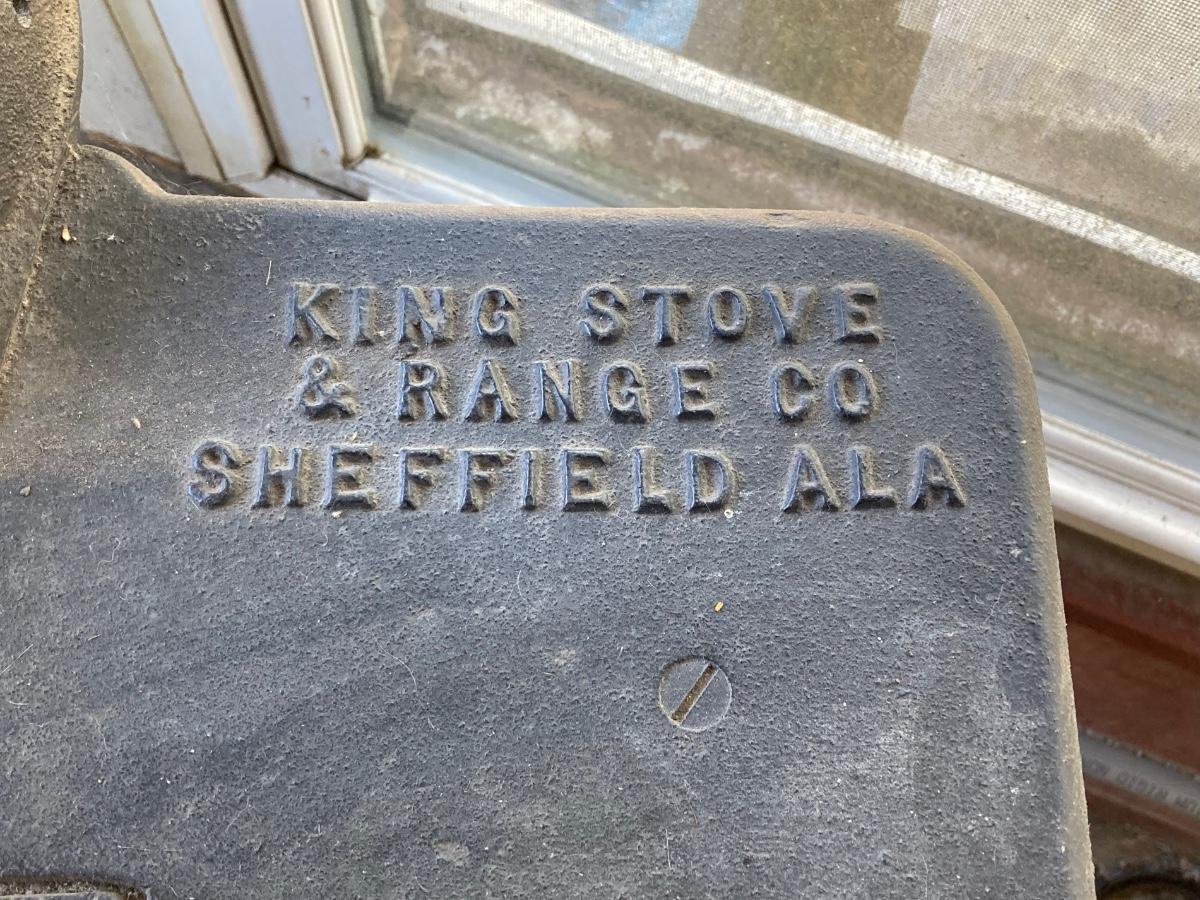 KING STOVE
& RANGE CO
SHEFFIELD ALA